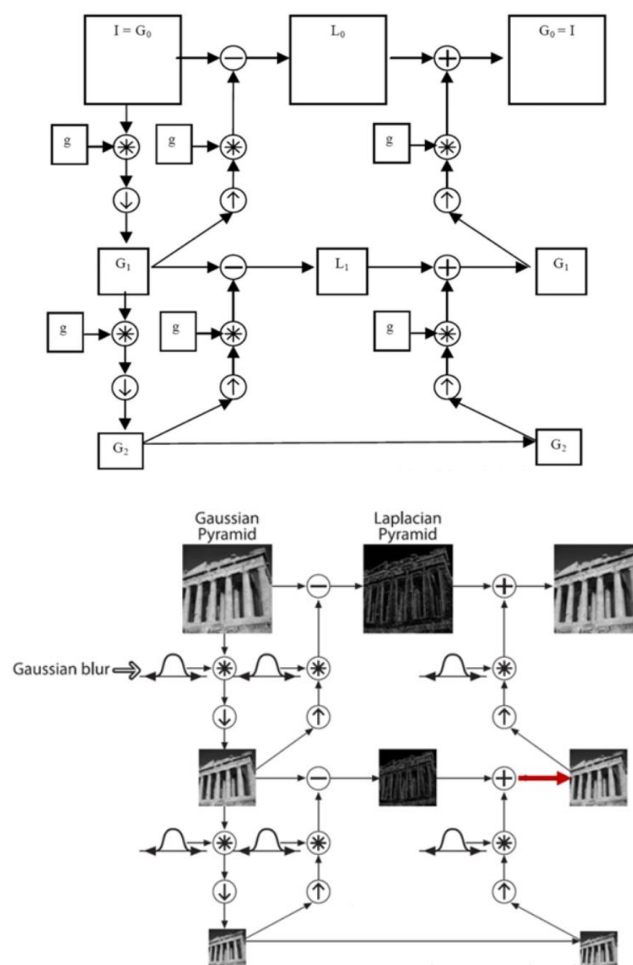 I = G₀ L₀ G₀ = I
g g g
G₁ L₁ G₁
g g g
G₂ G₂
Gaussian Pyramid Laplacian Pyramid
Gaussian blur